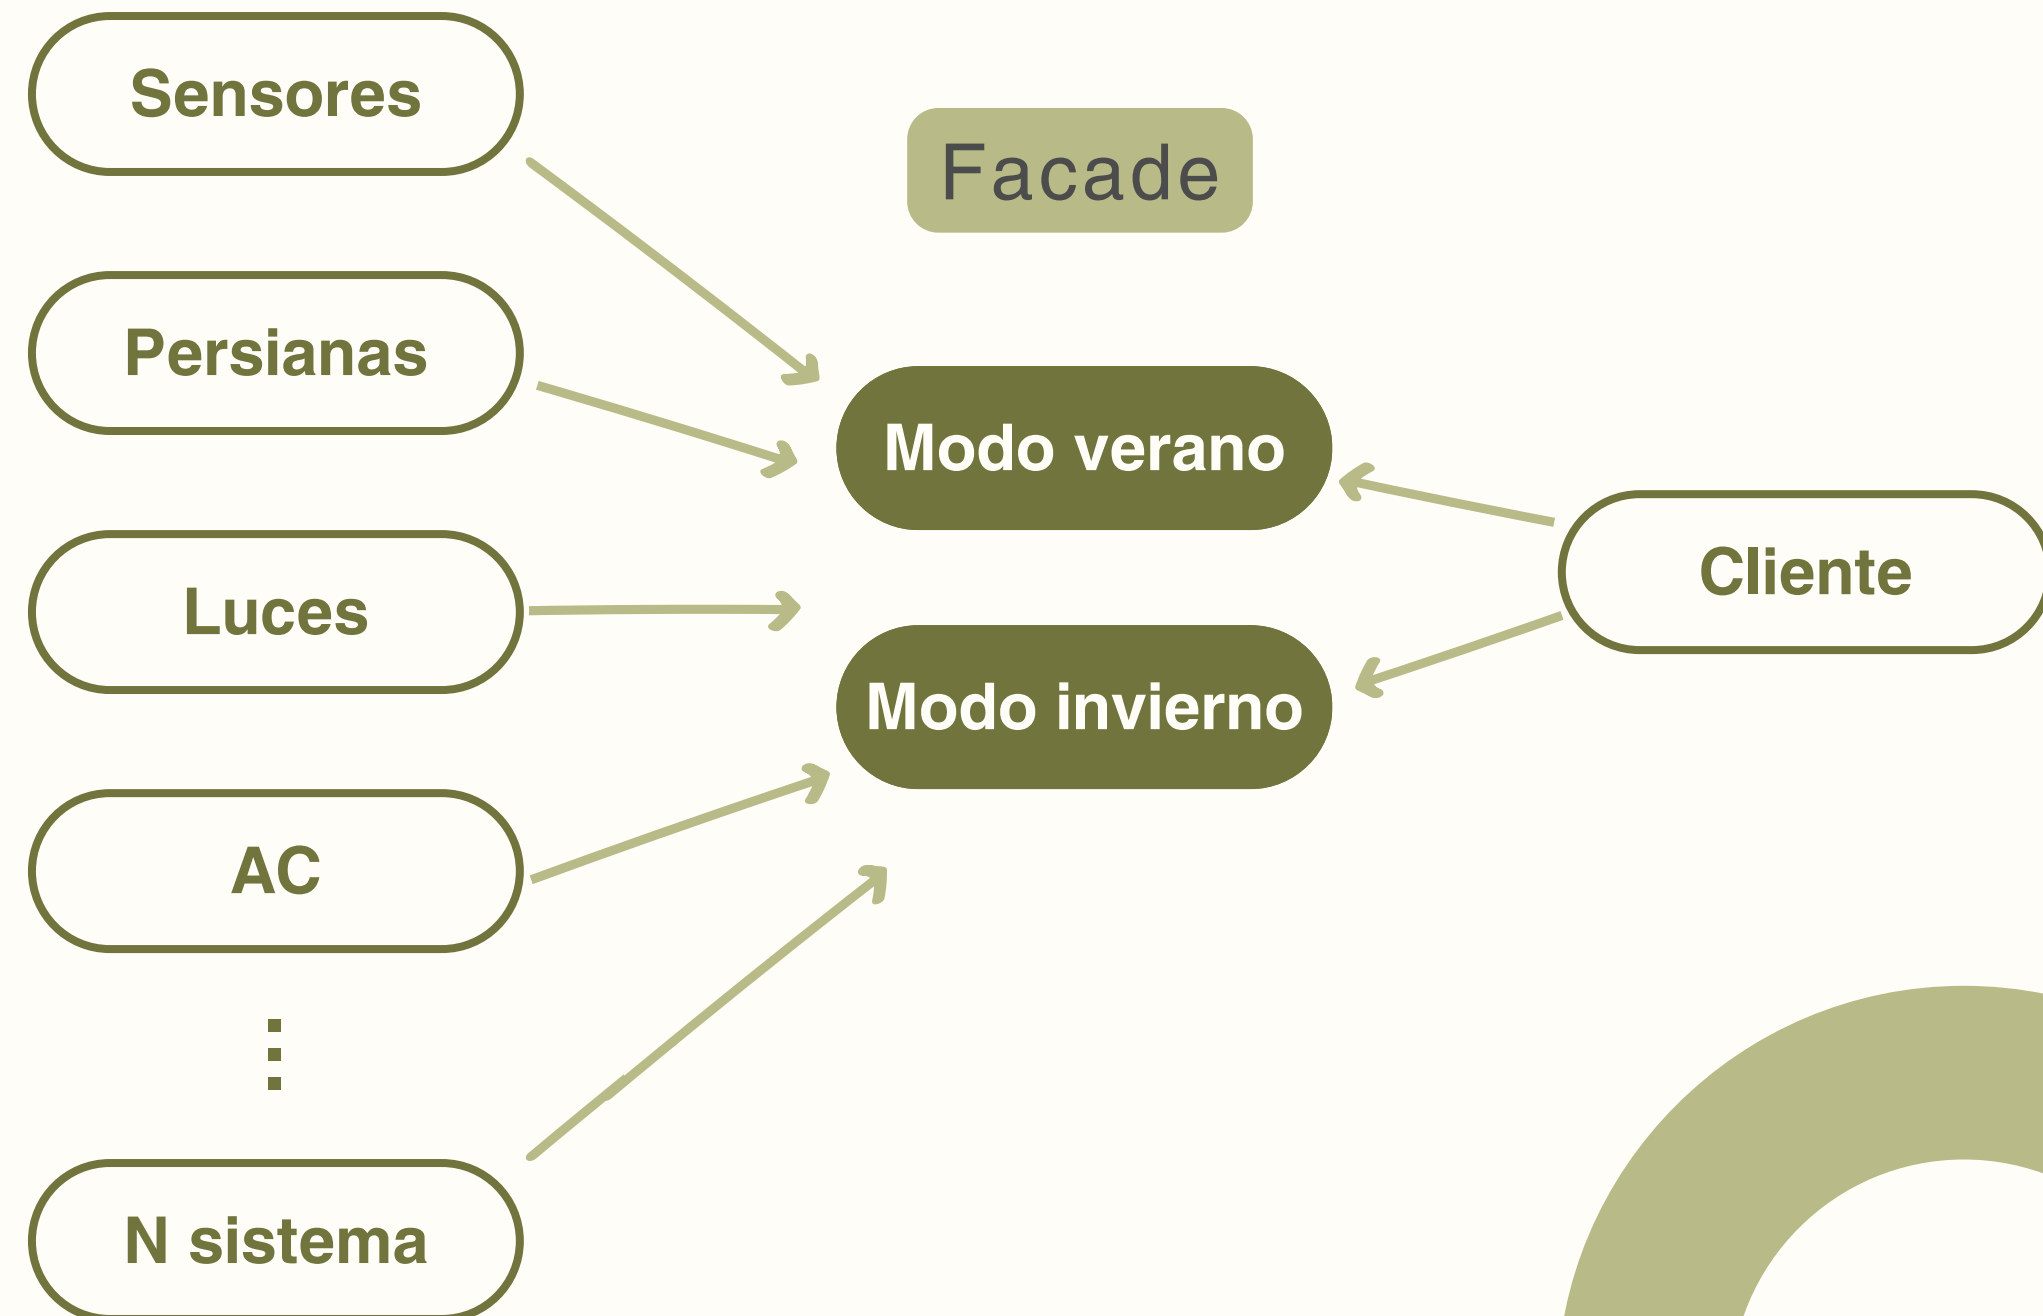 Sensores
Persianas
Luces
AC
N sistema
Facade
Modo verano
Modo invierno
Cliente